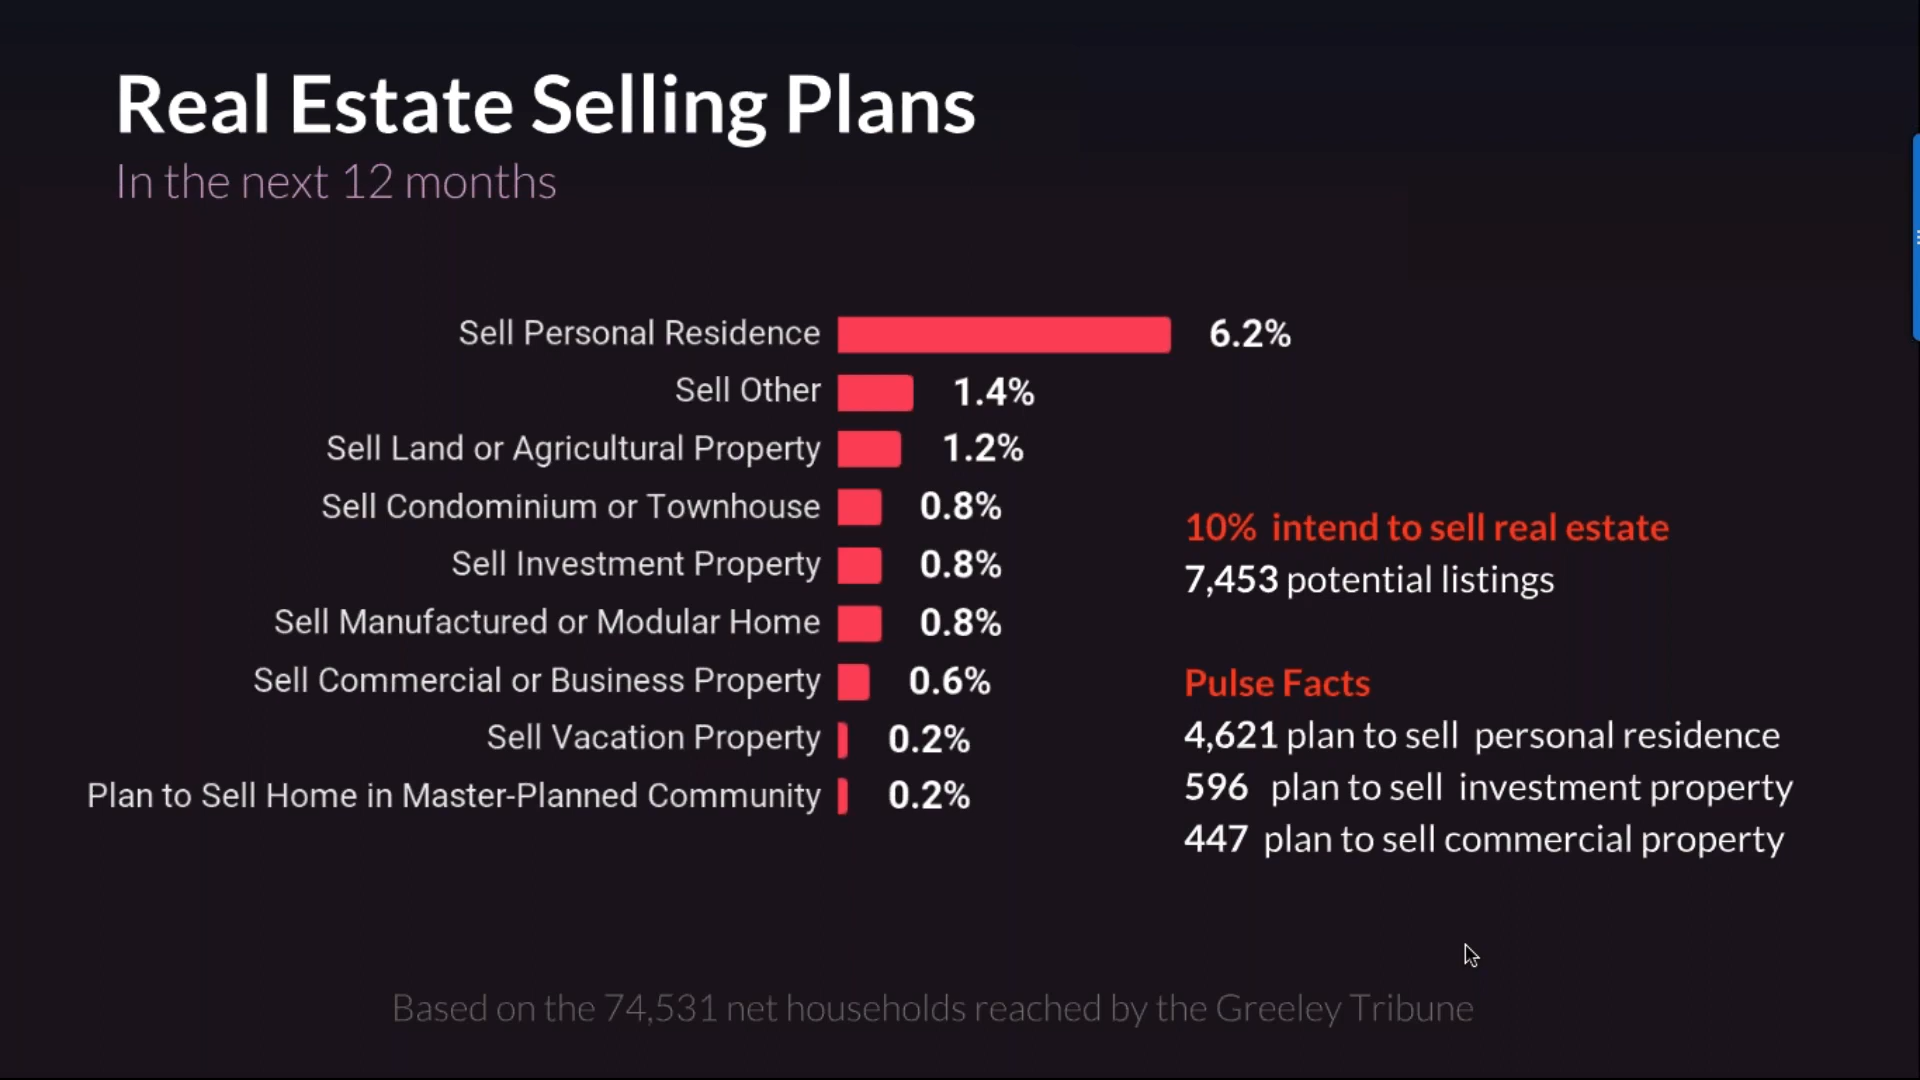 Real Estate Selling Plans
In the next 12 months
Sell Personal Residence 6.2%
Sell Other 1.4%
Sell Land or Agricultural Property 1.2%
Sell Condominium or Townhouse 0.8%
Sell Investment Property 0.8%
Sell Manufactured or Modular Home 0.8%
Sell Commercial or Business Property 0.6%
Sell Vacation Property 0.2%
Plan to Sell Home in Master-Planned Community 0.2%
10% intend to sell real estate
7,453 potential listings
Pulse Facts
4,621 plan to sell personal residence
596 plan to sell investment property
447 plan to sell commercial property
Based on the 74,531 net households reached by the Greeley Tribune